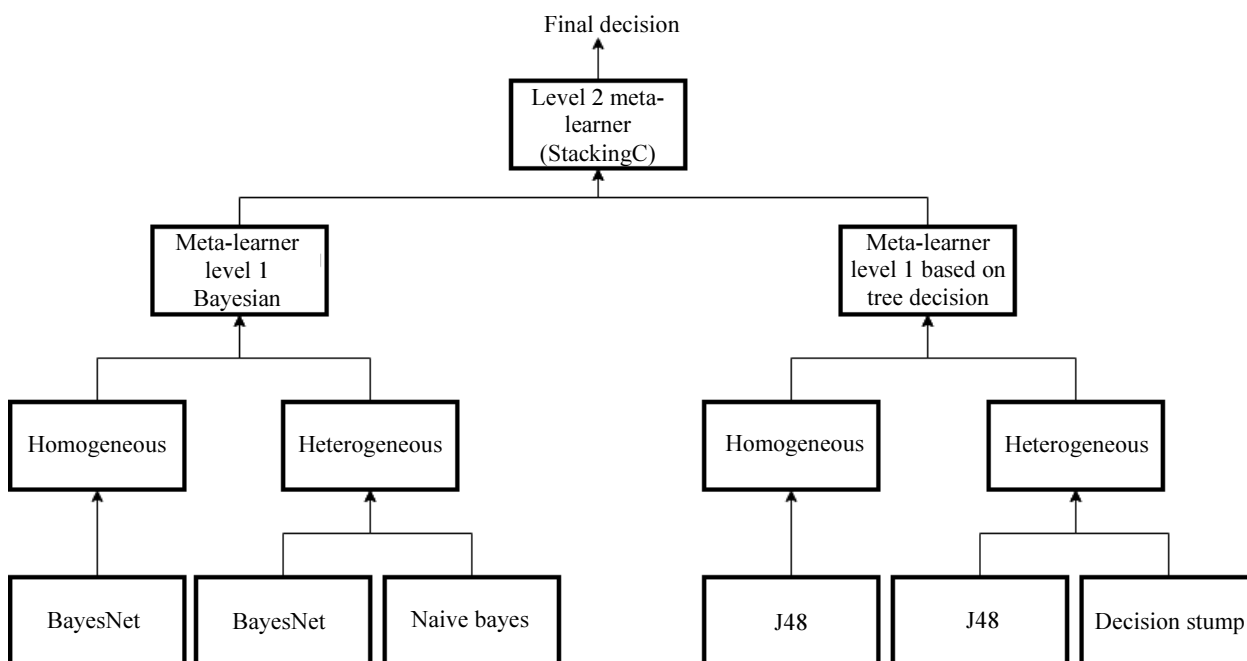 Final decision
Level 2 meta-
learner
(StackingC)
Meta-learner
level 1
Bayesian
Meta-learner
level 1 based on
tree decision
Homogeneous
Heterogeneous
Homogeneous
Heterogeneous
BayesNet
BayesNet
Naive bayes
J48
J48
Decision stump